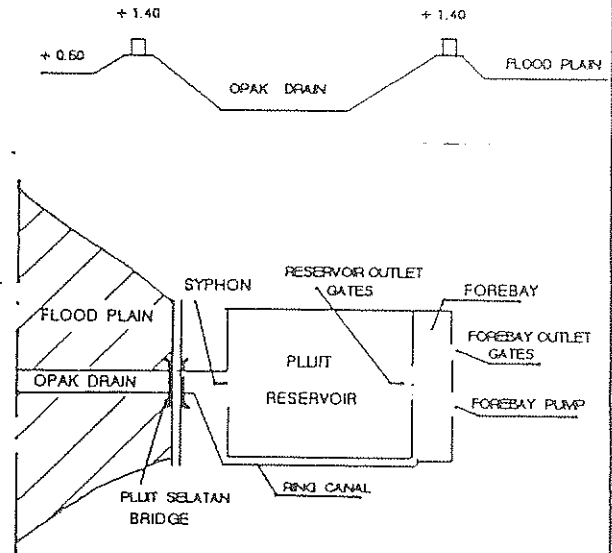 + 1.40
+ 1.40
+ 0.60
OPAK DRAIN
FLOOD PLAIN
SYPHON
RESERVOIR OUTLET
GATES
FOREBAY
FLOOD PLAIN
FOREBAY OUTLET
GATES
PLUIT
RESERVOIR
OPAK DRAIN
FOREBAY PUMP
PLUIT SELATAN
BRIDGE
RING CANAL